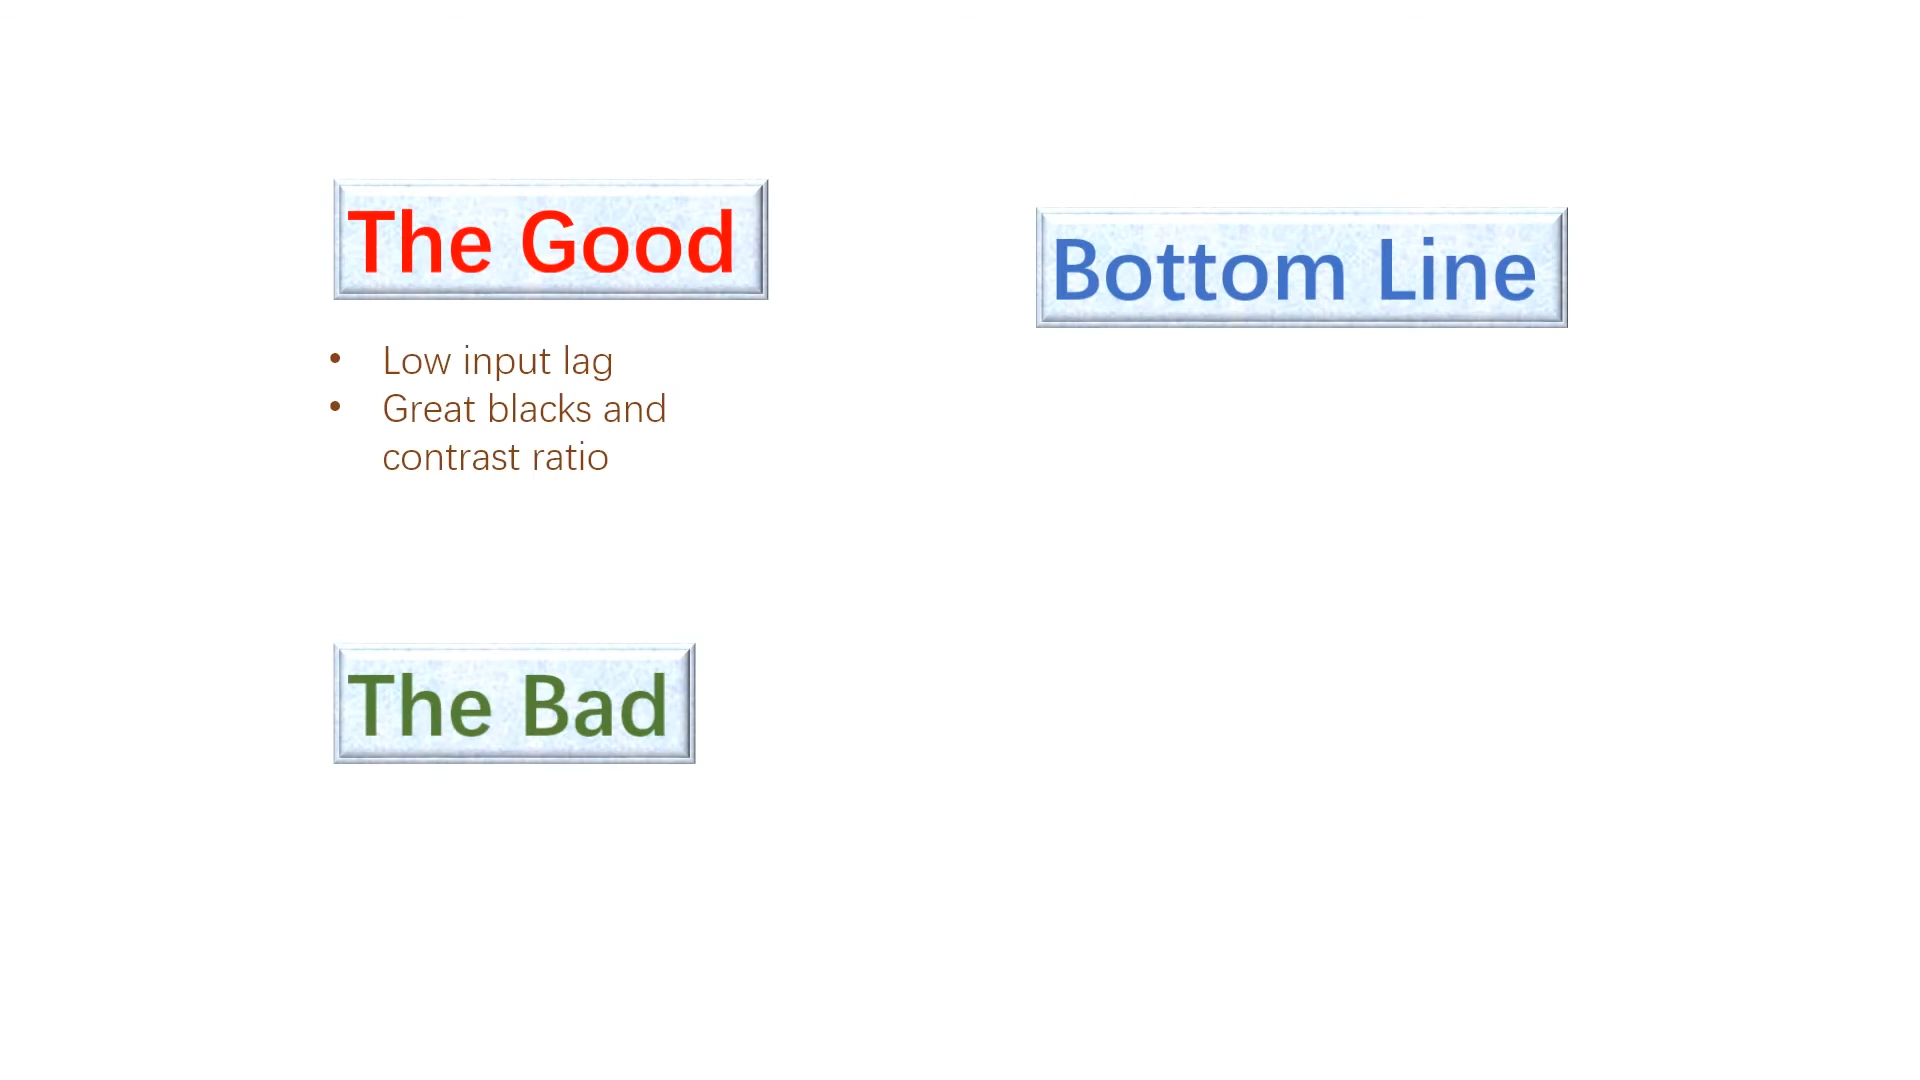 The Good
• Low input lag
• Great blacks and
contrast ratio
The Bad
Bottom Line